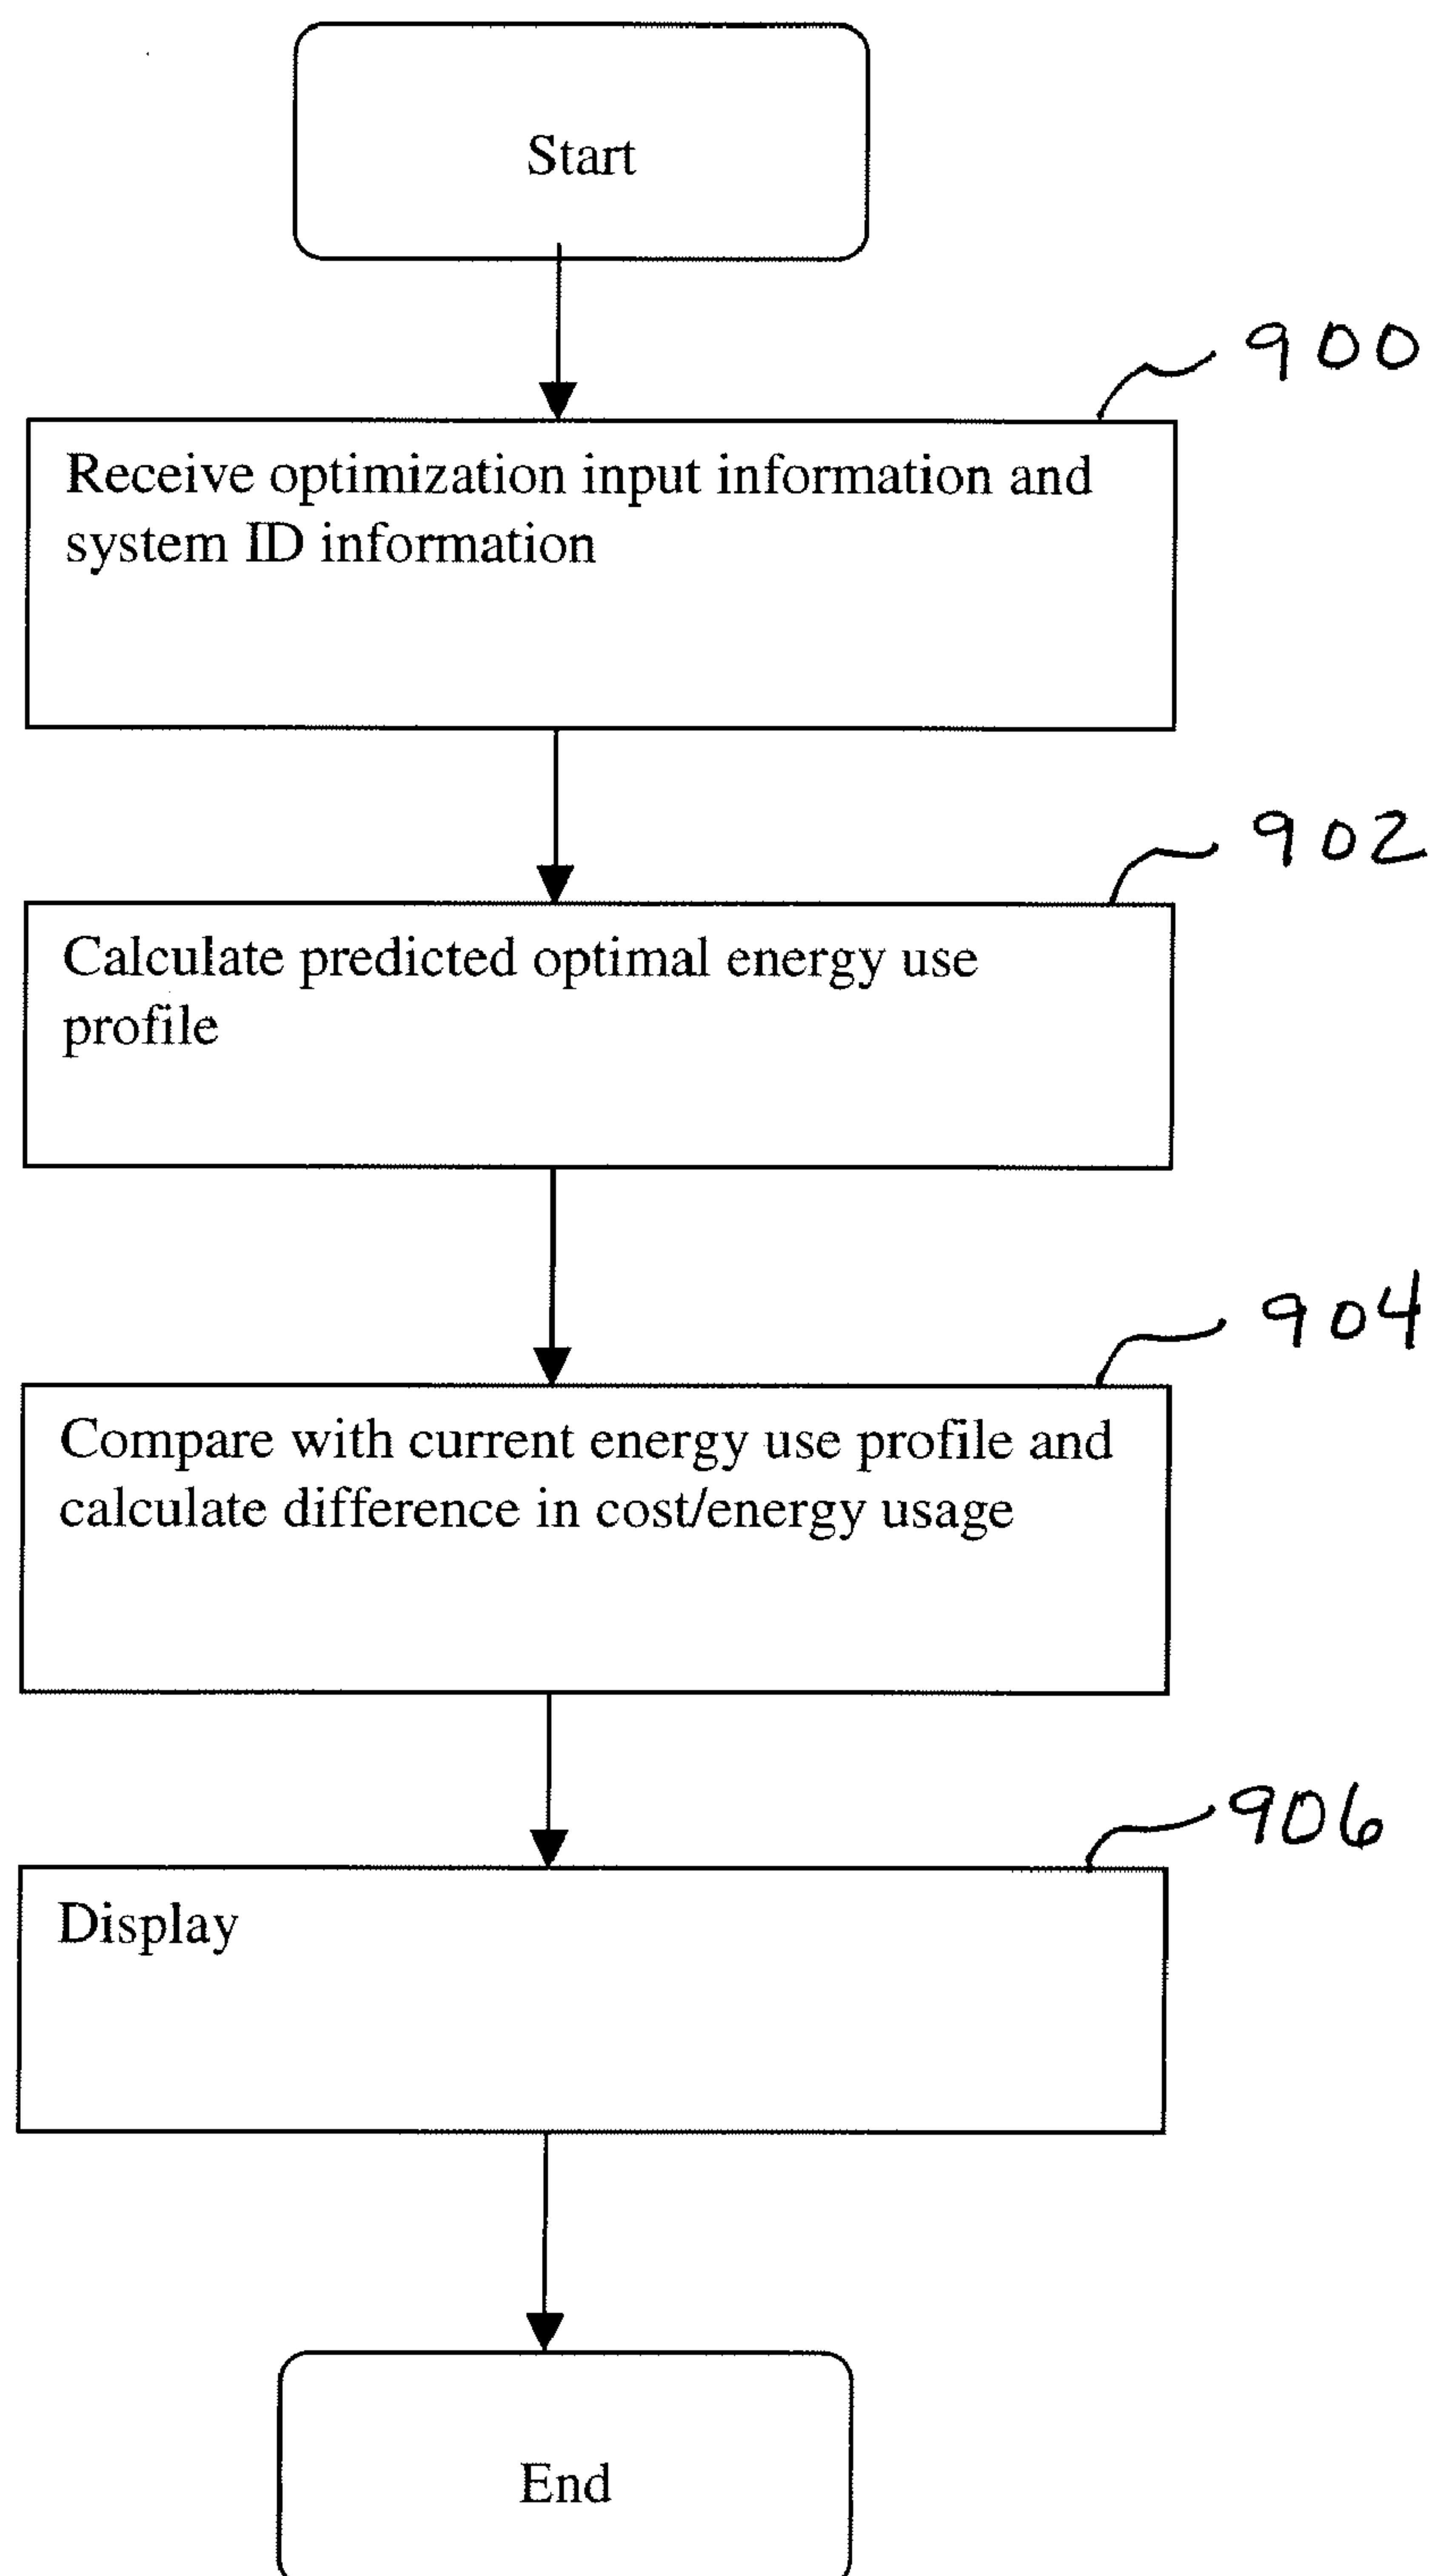 Start
900
Receive optimization input information and
system ID information
902
Calculate predicted optimal energy use
profile
904
Compare with current energy use profile and
calculate difference in cost/energy usage
906
Display
End